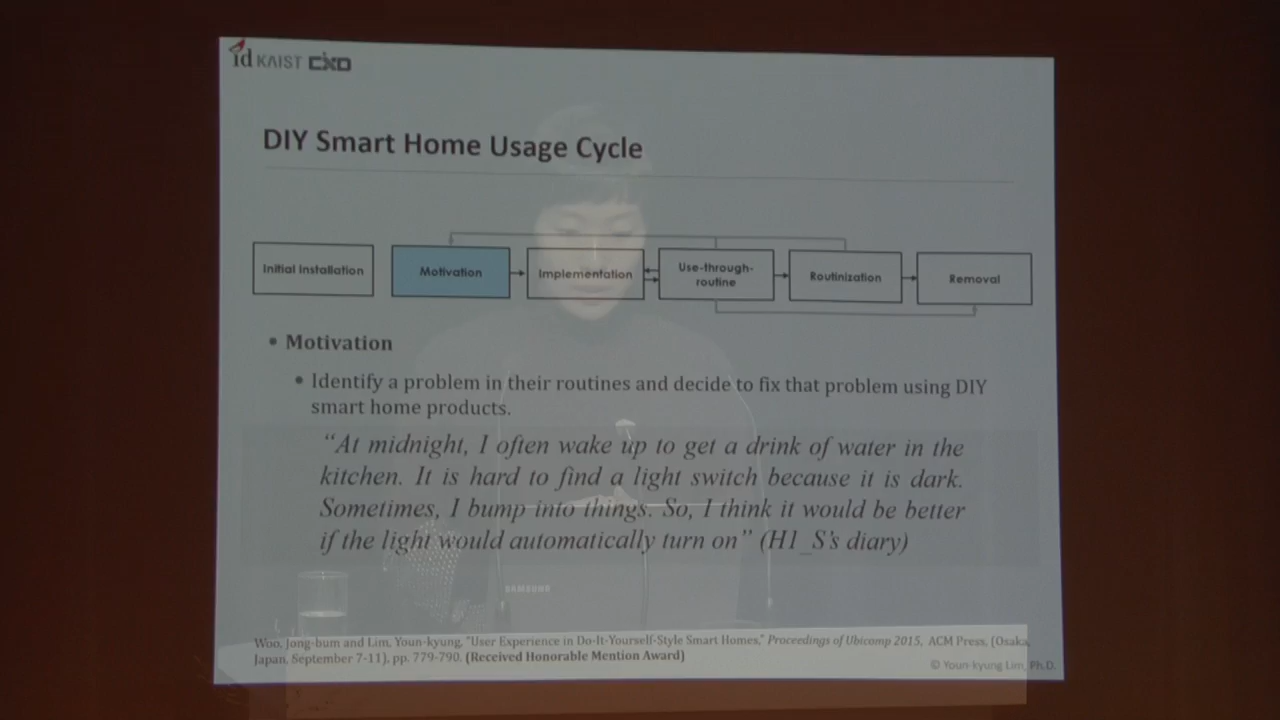 id KAIST CXD
DIY Smart Home Usage Cycle
Initial Installation
Motivation
Implementation
Use-through-
routine
Routinization
Removal
• Motivation
• Identify a problem in their routines and decide to fix that problem using DIY
smart home products.
“At midnight, I often wake up to get a drink of water in the
kitchen. It is hard to find a light switch because it is dark.
Sometimes, I bump into things. So, I think it would be better
if the light would automatically turn on” (H1_S’s diary)
SAMSUNG
Woo, Jong-bum and Lim, Youn-kyung, "User Experience in Do-It-Yourself-Style Smart Homes," Proceedings of Ubicomp 2015, ACM Press, (Osaka,
Japan, September 7-11), pp. 779-790. (Received Honorable Mention Award)
© Youn-kyung Lim, Ph.D.